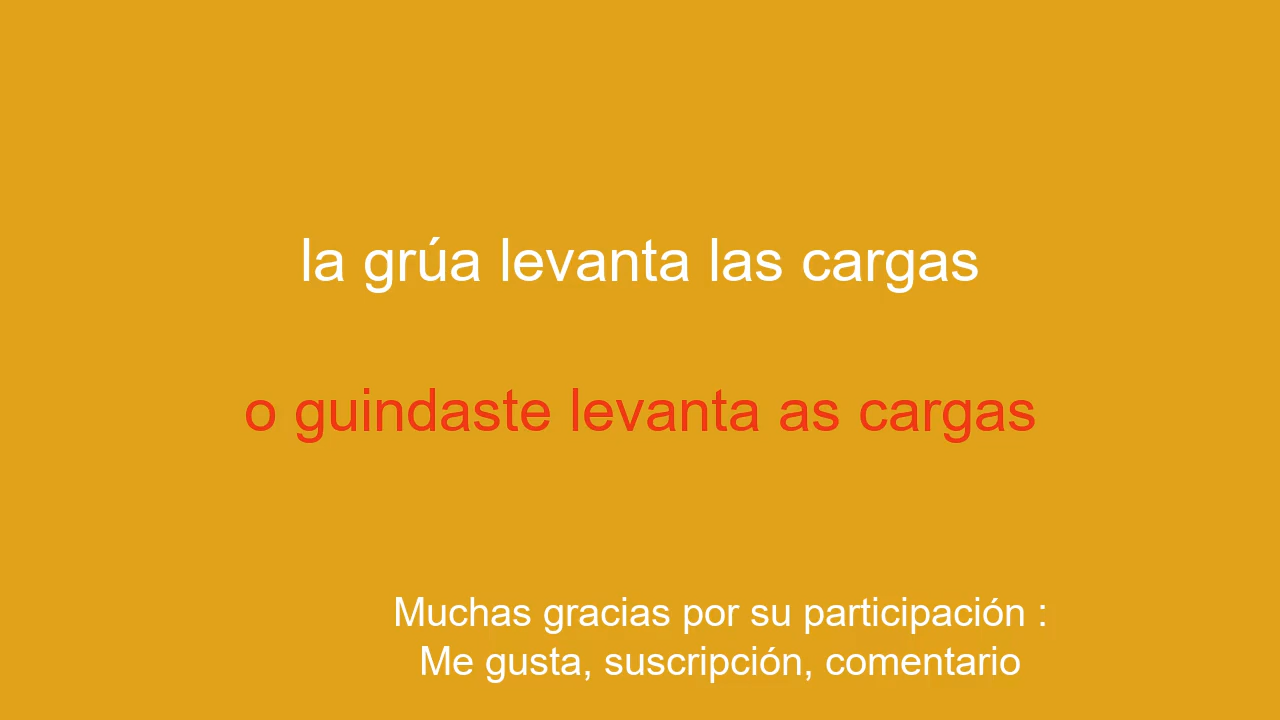 la grúa levanta las cargas
o guindaste levanta as cargas
Muchas gracias por su participación :
Me gusta, suscripción, comentario